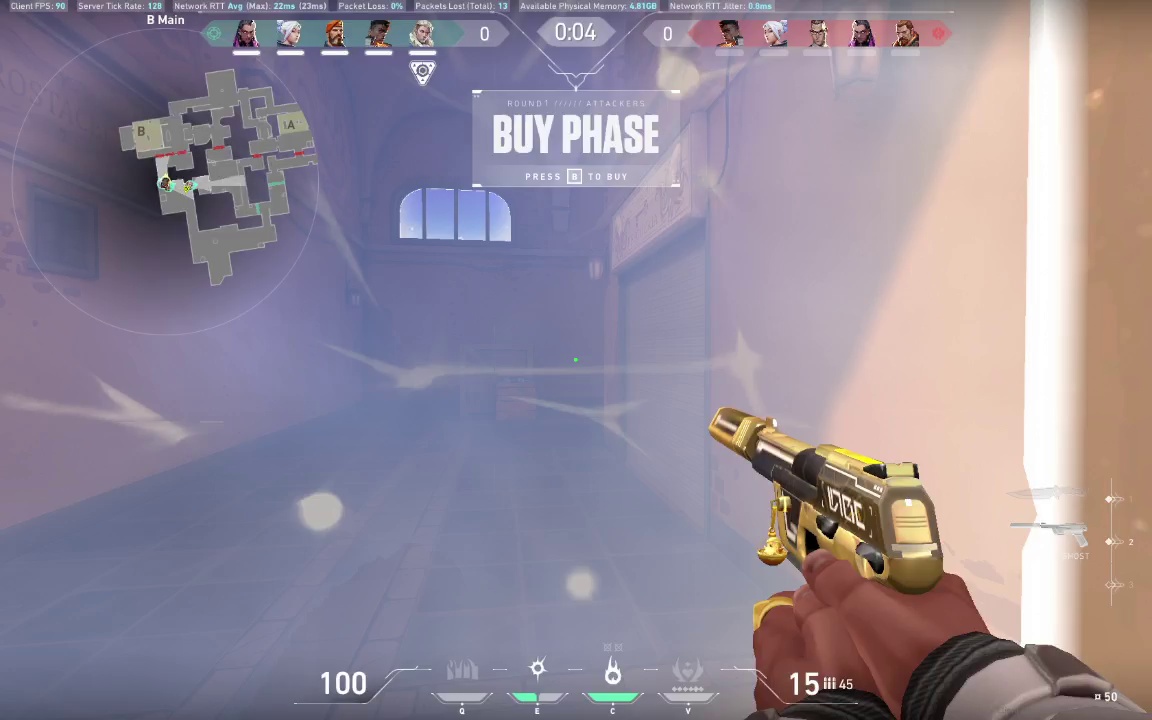 Client FPS: 90 Server Tick Rate: 128 Network RTT Avg (Max): 22ms (23ms) Packet Loss: 0% Packets Lost (Total): 13 Available Physical Memory: 4.81GB Network RTT Jitter: 0.8ms
B Main
0 0:04 0
ROUND 1 ////// ATTACKERS
BUY PHASE
PRESS B TO BUY
B
A
1
2
GHOST
3
100
15 45
Q E C V
¤ 50